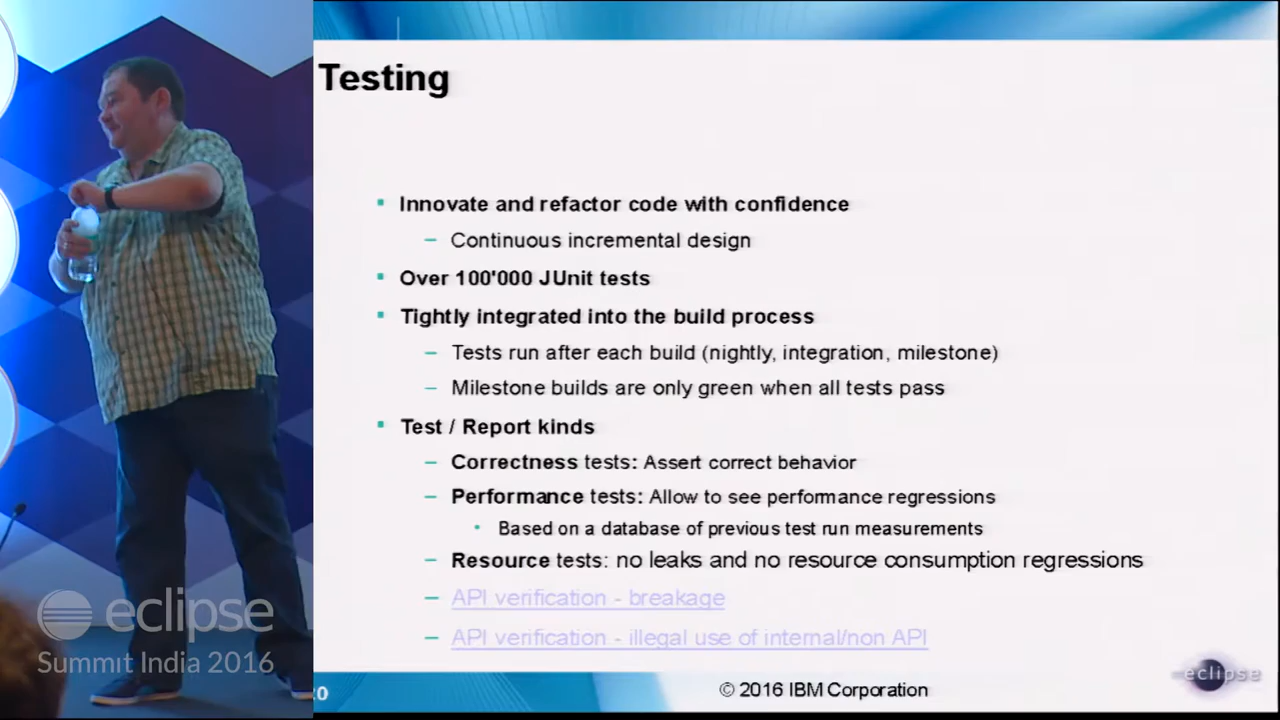 Testing
Innovate and refactor code with confidence
– Continuous incremental design
Over 100'000 JUnit tests
Tightly integrated into the build process
– Tests run after each build (nightly, integration, milestone)
– Milestone builds are only green when all tests pass
Test / Report kinds
– Correctness tests: Assert correct behavior
– Performance tests: Allow to see performance regressions
Based on a database of previous test run measurements
– Resource tests: no leaks and no resource consumption regressions
– API verification - breakage
– API verification - illegal use of internal/non API
© 2016 IBM Corporation
eclipse
eclipse
Summit India 2016